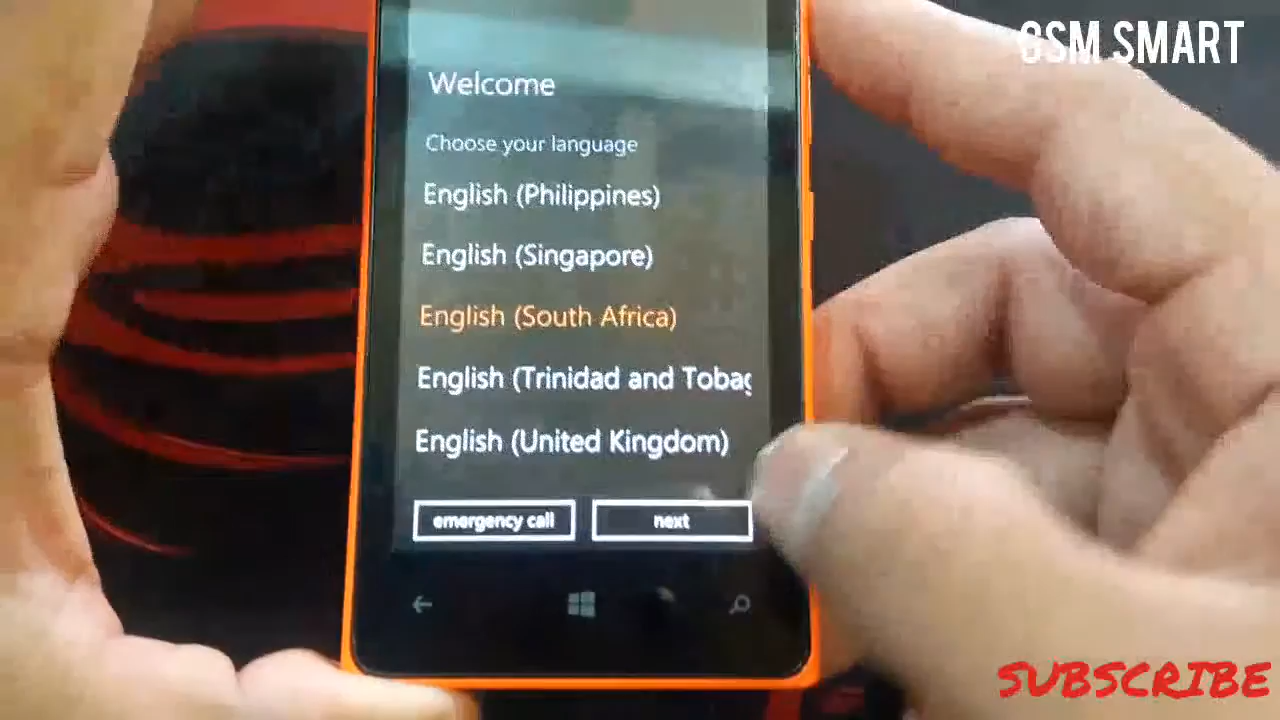 GSM SMART
Welcome
Choose your language
English (Philippines)
English (Singapore)
English (South Africa)
English (Trinidad and Tobag
English (United Kingdom)
emergency call
next
SUBSCRIBE